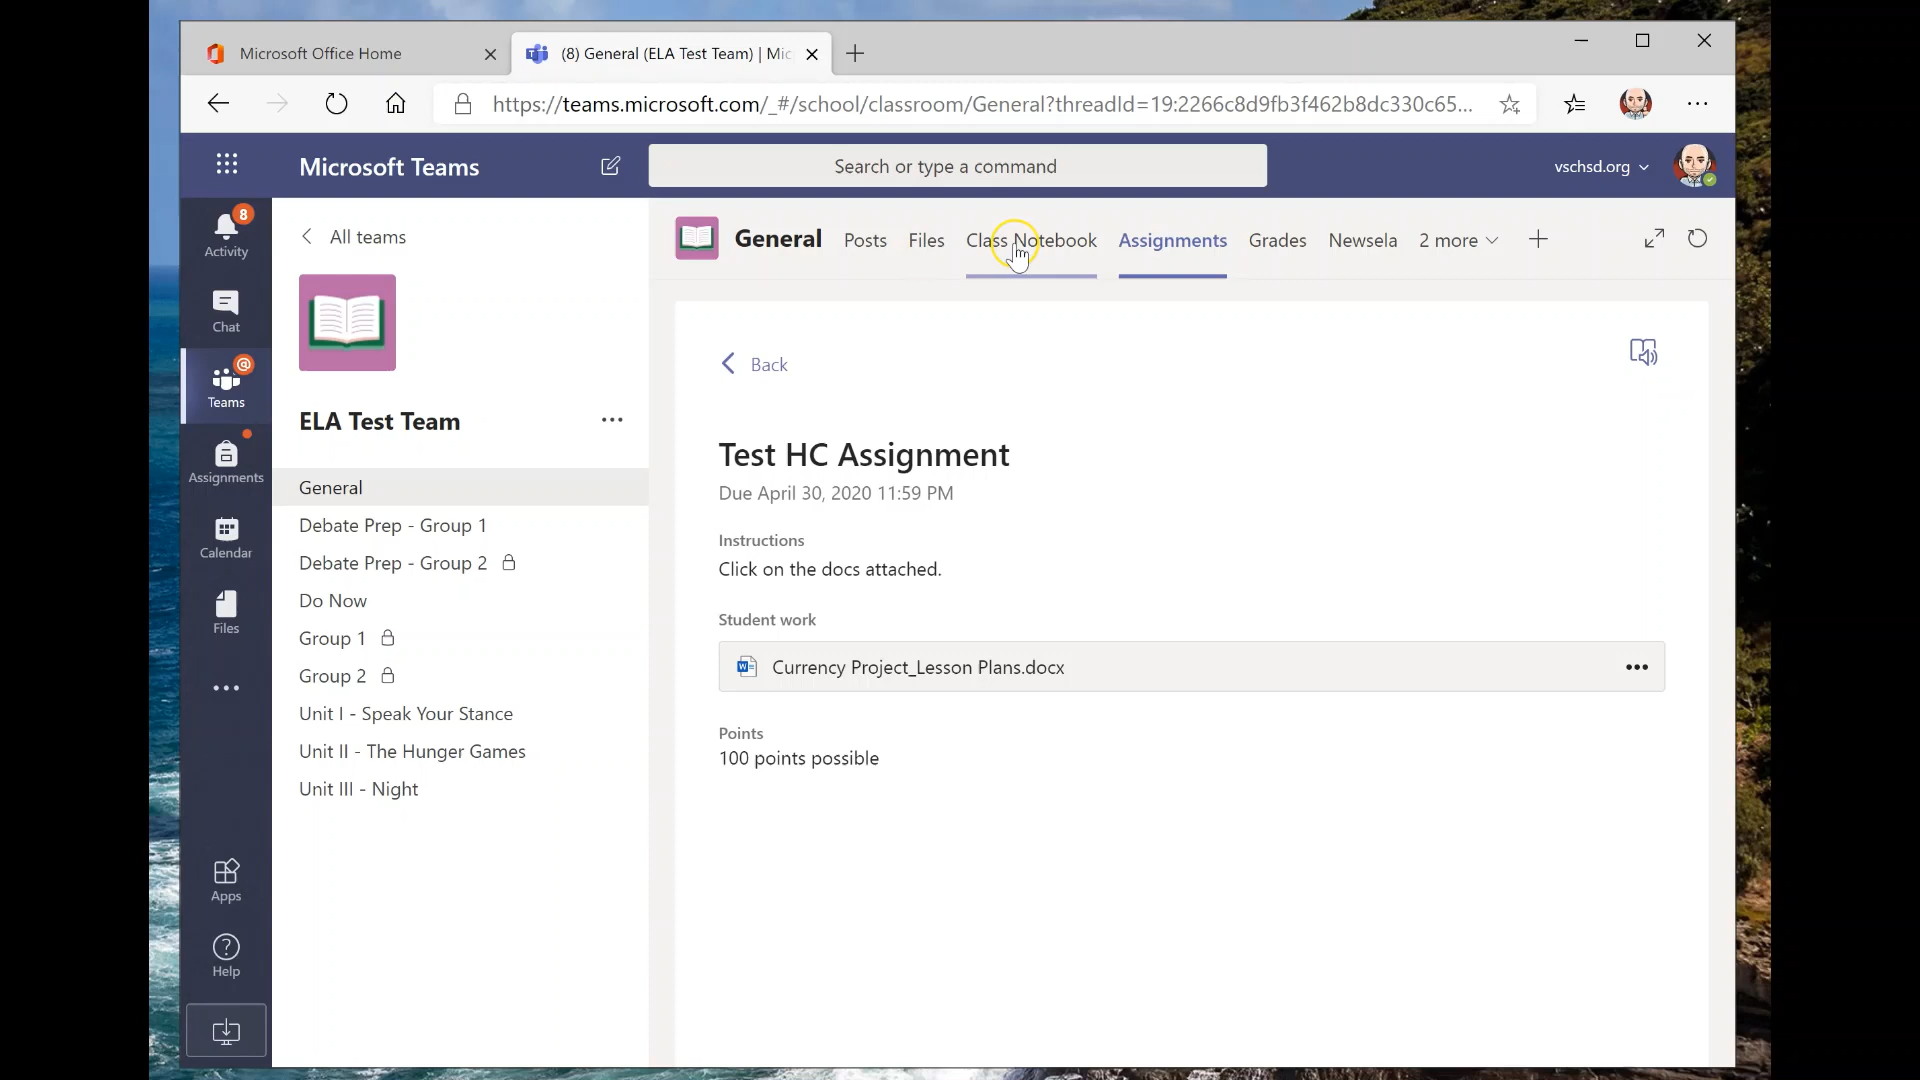 Microsoft Office Home
(8) General (ELA Test Team) | Mic
https://teams.microsoft.com/_#/school/classroom/General?threadId=19:2266c8d9fb3f462b8dc330c65...
Microsoft Teams
Search or type a command
vschsd.org
8
Activity
Chat
@
Teams
Assignments
Calendar
Files
Apps
Help
All teams
ELA Test Team
General
Debate Prep - Group 1
Debate Prep - Group 2
Do Now
Group 1
Group 2
Unit I - Speak Your Stance
Unit II - The Hunger Games
Unit III - Night
General Posts Files Class Notebook Assignments Grades Newsela 2 more
Back
Test HC Assignment
Due April 30, 2020 11:59 PM
Instructions
Click on the docs attached.
Student work
Currency Project_Lesson Plans.docx
Points
100 points possible